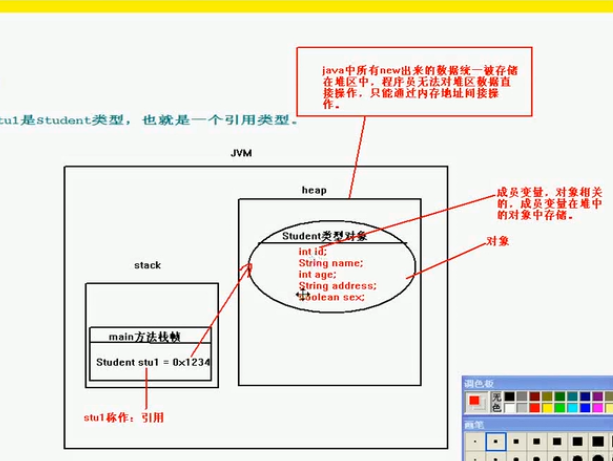 java中所有new出来的数据统一被存储
在堆区中，程序员无法对堆区数据直
接操作，只能通过内存地址间接操
作。
tu1是Student类型，也就是一个引用类型。
JVM
heap
成员变量，对象相关
的，成员变量在堆中
的对象中存储。
Student类型对象
对象
int id;
String name;
int age;
String address;
boolean sex;
stack
main方法栈帧
Student stu1 = 0x1234
stu1称作：引用
调色板
无
色
画笔